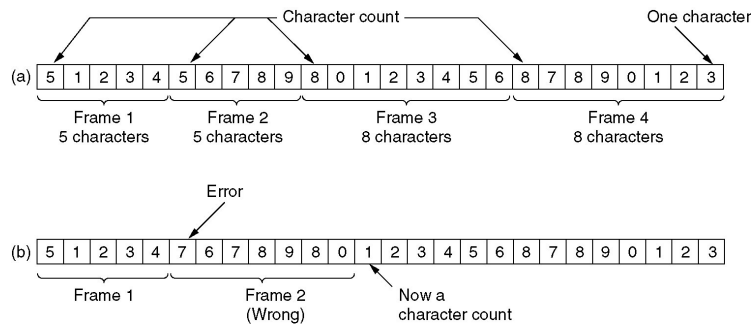 Character count
One character
(a) 5 1 2 3 4 5 6 7 8 9 8 0 1 2 3 4 5 6 8 7 8 9 0 1 2 3
Frame 1
5 characters
Frame 2
5 characters
Frame 3
8 characters
Frame 4
8 characters
Error
(b) 5 1 2 3 4 7 6 7 8 9 8 0 1 2 3 4 5 6 8 7 8 9 0 1 2 3
Frame 1
Frame 2
(Wrong)
Now a
character count